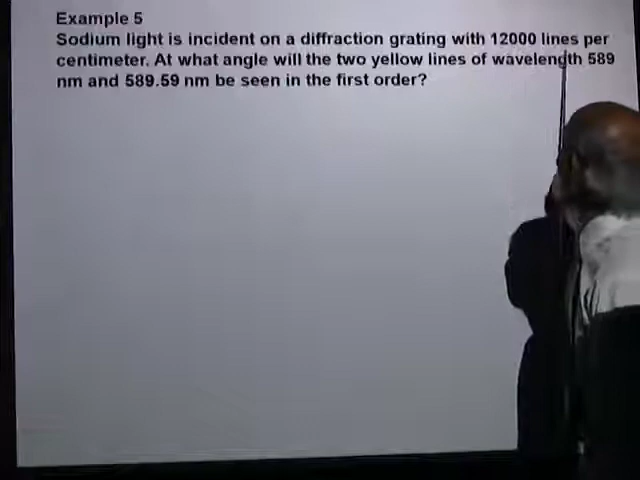 Example 5
Sodium light is incident on a diffraction grating with 12000 lines per
centimeter. At what angle will the two yellow lines of wavelength 589
nm and 589.59 nm be seen in the first order?